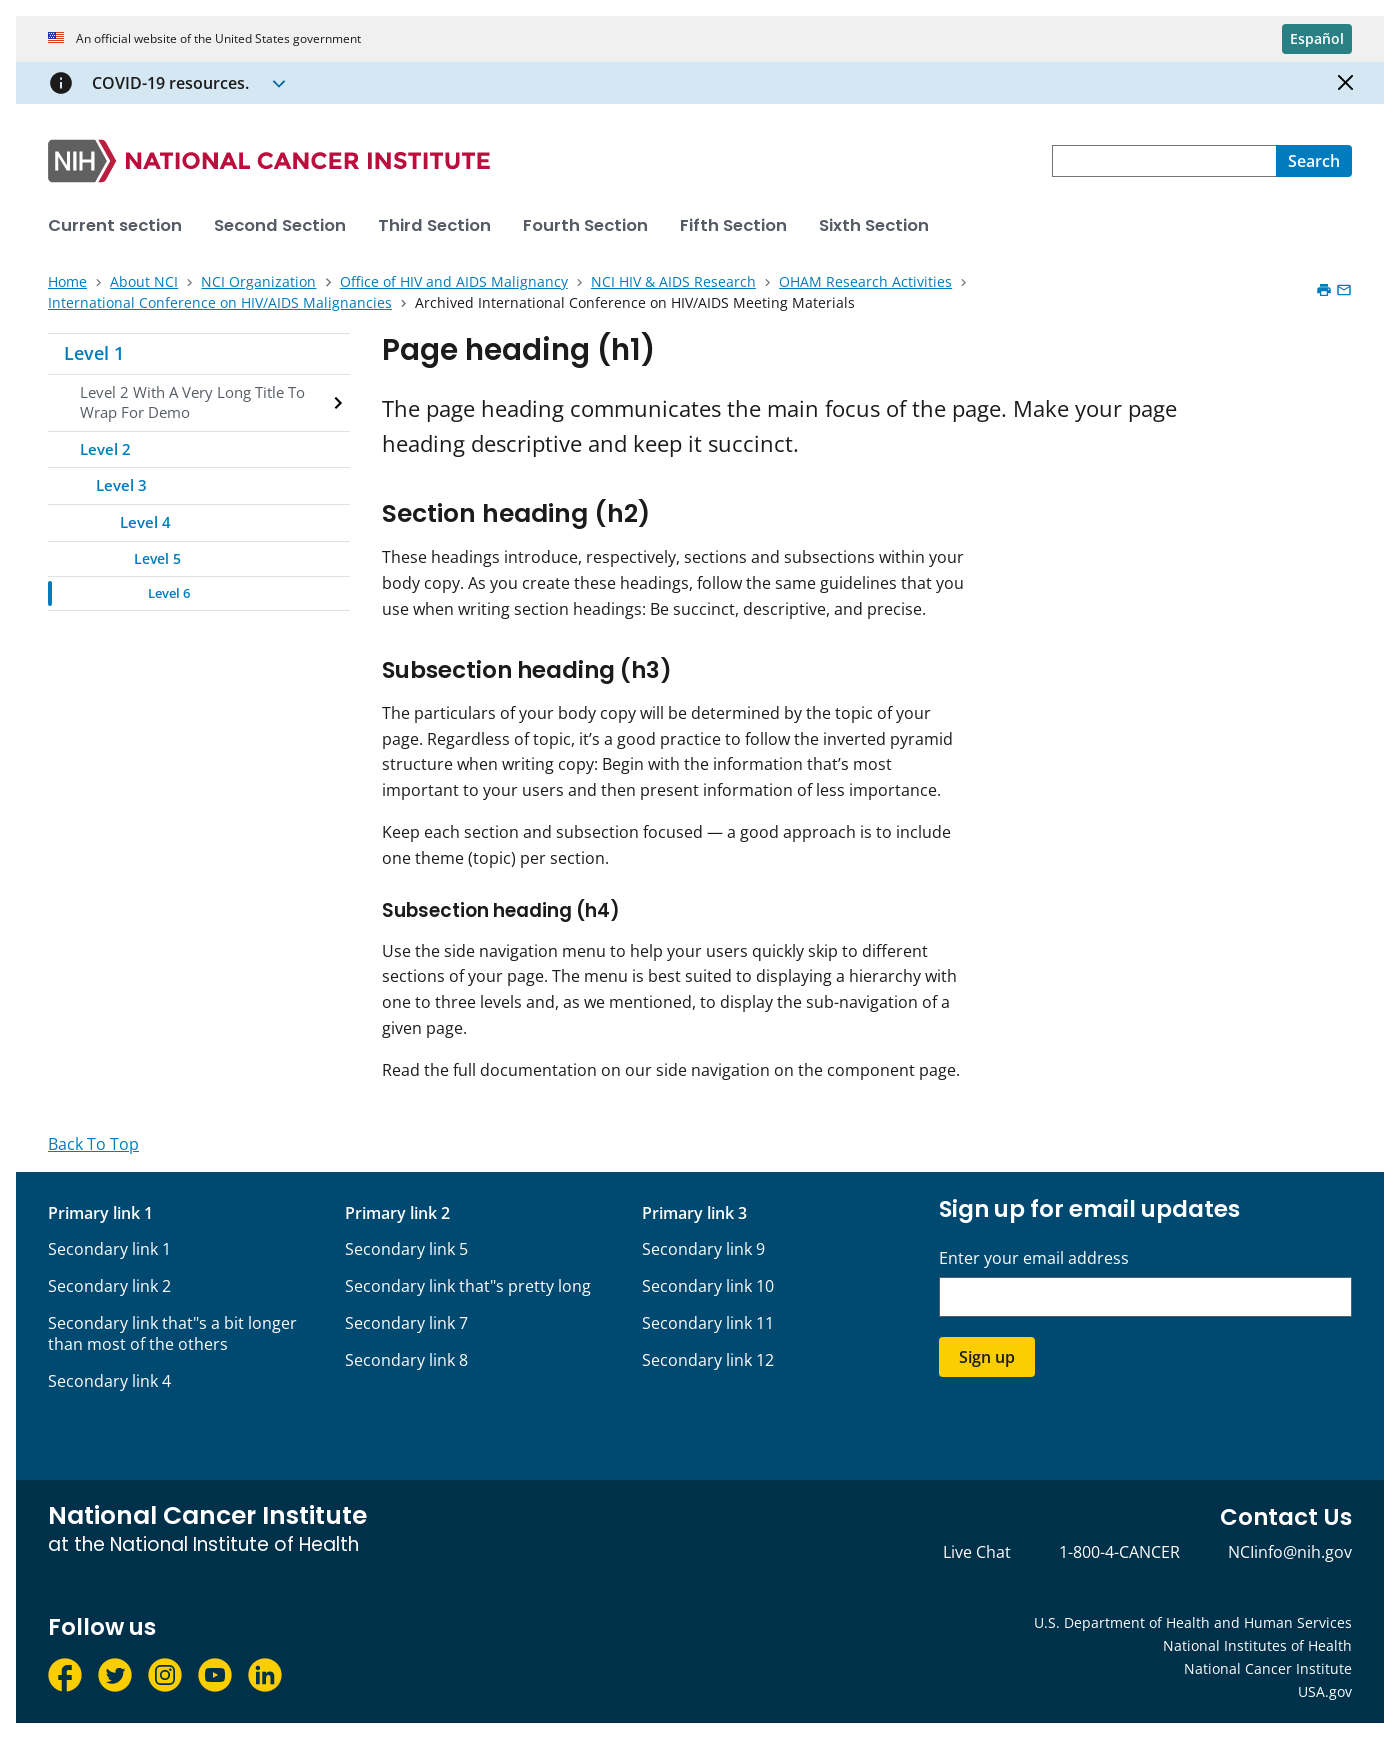 An official website of the United States government
Español
COVID-19 resources.
NIH NATIONAL CANCER INSTITUTE
Search
Current section Second Section Third Section Fourth Section Fifth Section Sixth Section
Home About NCI NCI Organization Office of HIV and AIDS Malignancy NCI HIV & AIDS Research OHAM Research Activities
International Conference on HIV/AIDS Malignancies Archived International Conference on HIV/AIDS Meeting Materials
Level 1
Level 2 With A Very Long Title To
Wrap For Demo
Level 2
Level 3
Level 4
Level 5
Level 6
Page heading (h1)
The page heading communicates the main focus of the page. Make your page
heading descriptive and keep it succinct.
Section heading (h2)
These headings introduce, respectively, sections and subsections within your
body copy. As you create these headings, follow the same guidelines that you
use when writing section headings: Be succinct, descriptive, and precise.
Subsection heading (h3)
The particulars of your body copy will be determined by the topic of your
page. Regardless of topic, it’s a good practice to follow the inverted pyramid
structure when writing copy: Begin with the information that’s most
important to your users and then present information of less importance.
Keep each section and subsection focused — a good approach is to include
one theme (topic) per section.
Subsection heading (h4)
Use the side navigation menu to help your users quickly skip to different
sections of your page. The menu is best suited to displaying a hierarchy with
one to three levels and, as we mentioned, to display the sub-navigation of a
given page.
Read the full documentation on our side navigation on the component page.
Back To Top
Primary link 1
Secondary link 1
Secondary link 2
Secondary link that"s a bit longer
than most of the others
Secondary link 4
Primary link 2
Secondary link 5
Secondary link that"s pretty long
Secondary link 7
Secondary link 8
Primary link 3
Secondary link 9
Secondary link 10
Secondary link 11
Secondary link 12
Sign up for email updates
Enter your email address
Sign up
National Cancer Institute
at the National Institute of Health
Contact Us
Live Chat 1-800-4-CANCER NCIinfo@nih.gov
Follow us
U.S. Department of Health and Human Services
National Institutes of Health
National Cancer Institute
USA.gov